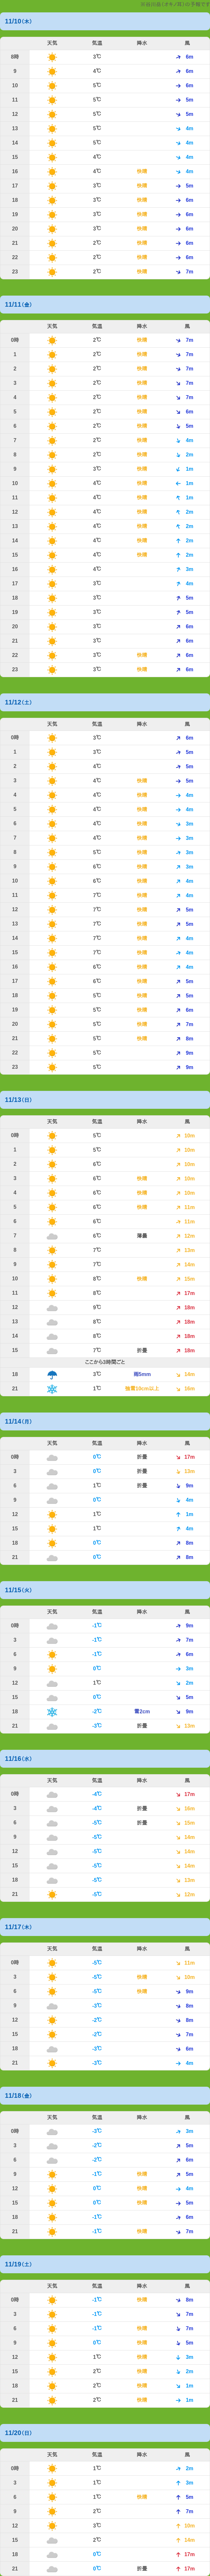 11/10(木)
天気 気温 降水 風
8時 3℃ 6m
9 4℃ 6m
10 4℃ 5m
11 4℃ 5m
12 4℃ 5m
13 4℃ 4m
14 4℃ 4m
15 4℃ 4m
16 4℃ 快晴 4m
17 3℃ 快晴 5m
18 3℃ 快晴 6m
19 3℃ 快晴 6m
20 3℃ 快晴 6m
21 2℃ 快晴 6m
22 2℃ 快晴 6m
23 2℃ 快晴 7m
11/11(金)
天気 気温 降水 風
0時 2℃ 快晴 7m
1 2℃ 快晴 7m
2 2℃ 快晴 7m
3 2℃ 快晴 7m
4 2℃ 快晴 7m
5 2℃ 快晴 6m
6 2℃ 快晴 5m
7 2℃ 快晴 4m
8 2℃ 快晴 2m
9 3℃ 快晴 1m
10 4℃ 快晴 1m
11 4℃ 快晴 1m
12 4℃ 快晴 2m
13 4℃ 快晴 2m
14 4℃ 快晴 2m
15 4℃ 快晴 2m
16 4℃ 3m
17 3℃ 4m
18 3℃ 5m
19 3℃ 5m
20 3℃ 6m
21 3℃ 6m
22 3℃ 快晴 6m
23 3℃ 快晴 6m
11/12(土)
天気 気温 降水 風
0時 3℃ 6m
1 3℃ 5m
2 4℃ 5m
3 4℃ 快晴 5m
4 4℃ 快晴 4m
5 4℃ 快晴 4m
6 4℃ 快晴 3m
7 4℃ 快晴 3m
8 5℃ 快晴 3m
9 6℃ 快晴 3m
10 6℃ 快晴 4m
11 7℃ 快晴 4m
12 7℃ 快晴 5m
13 7℃ 快晴 5m
14 7℃ 快晴 4m
15 7℃ 快晴 4m
16 6℃ 快晴 4m
17 6℃ 快晴 5m
18 5℃ 快晴 5m
19 5℃ 快晴 6m
20 5℃ 快晴 7m
21 5℃ 快晴 8m
22 5℃ 9m
23 5℃ 9m
11/13(日)
天気 気温 降水 風
0時 5℃ 10m
1 5℃ 10m
2 6℃ 10m
3 6℃ 快晴 10m
4 6℃ 快晴 10m
5 6℃ 快晴 11m
6 6℃ 11m
7 6℃ 薄曇 12m
8 7℃ 13m
9 7℃ 14m
10 8℃ 快晴 15m
11 8℃ 17m
12 9℃ 18m
13 8℃ 18m
14 8℃ 18m
15 7℃ 折曇 18m
ここから3時間ごと
18 3℃ 雨5mm 14m
21 1℃ 10cm以上 16m
11/14(月)
天気 気温 降水 風
0時 0℃ 折曇 17m
3 0℃ 折曇 13m
6 1℃ 折曇 9m
9 0℃ 4m
12 1℃ 1m
15 1℃ 4m
18 0℃ 8m
21 0℃ 8m
11/15(火)
天気 気温 降水 風
0時 -1℃ 9m
3 -1℃ 7m
6 -1℃ 6m
9 0℃ 3m
12 1℃ 2m
15 0℃ 5m
18 -2℃ 雪2cm 9m
21 -3℃ 折曇 13m
11/16(水)
天気 気温 降水 風
0時 -4℃ 17m
3 -4℃ 折曇 16m
6 -5℃ 折曇 15m
9 -5℃ 14m
12 -5℃ 14m
15 -5℃ 14m
18 -5℃ 13m
21 -5℃ 12m
11/17(木)
天気 気温 降水 風
0時 -5℃ 11m
3 -5℃ 快晴 10m
6 -5℃ 快晴 9m
9 -3℃ 8m
12 -2℃ 8m
15 -2℃ 7m
18 -3℃ 6m
21 -3℃ 4m
11/18(金)
天気 気温 降水 風
0時 -3℃ 3m
3 -2℃ 5m
6 -2℃ 6m
9 -1℃ 快晴 5m
12 0℃ 快晴 4m
15 0℃ 快晴 5m
18 -1℃ 快晴 6m
21 -1℃ 快晴 7m
11/19(土)
天気 気温 降水 風
0時 -1℃ 快晴 8m
3 -1℃ 快晴 7m
6 -1℃ 快晴 7m
9 0℃ 快晴 5m
12 1℃ 快晴 3m
15 2℃ 快晴 2m
18 2℃ 快晴 1m
21 2℃ 快晴 1m
11/20(日)
天気 気温 降水 風
0時 1℃ 2m
3 1℃ 3m
6 1℃ 快晴 5m
9 2℃ 7m
12 3℃ 10m
15 2℃ 14m
18 0℃ 17m
21 0℃ 折曇 17m